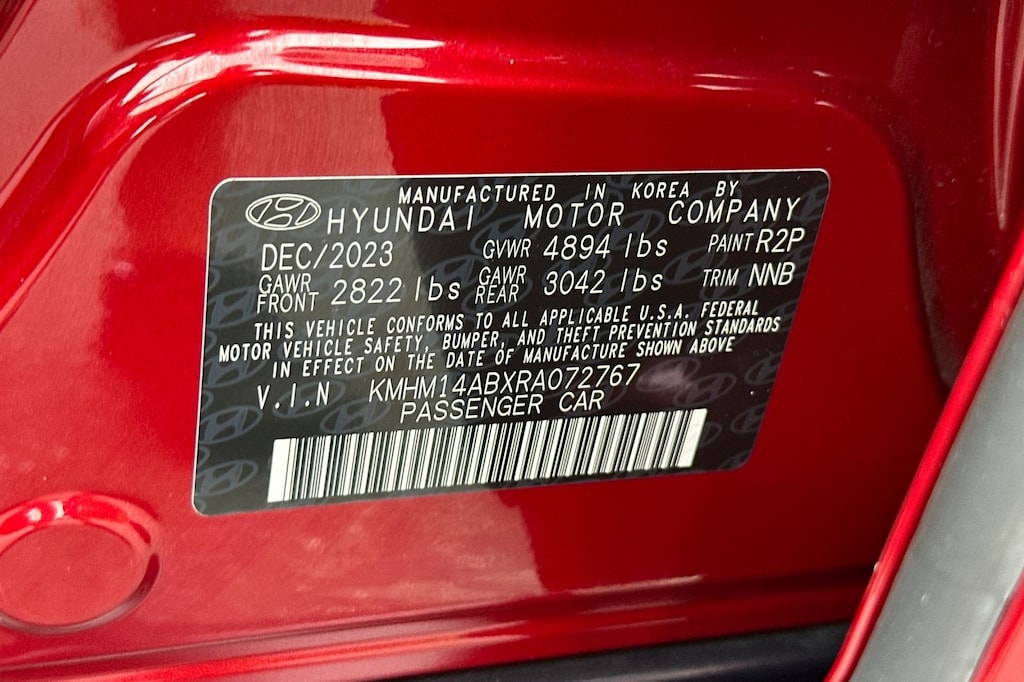 MANUFACTURED IN KOREA BY
HYUNDAI MOTOR COMPANY
DEC/2023 GVWR 4894 lbs PAINT R2P
GAWR FRONT 2822 lbs GAWR REAR 3042 lbs TRIM NNB
THIS VEHICLE CONFORMS TO ALL APPLICABLE U.S.A. FEDERAL
MOTOR VEHICLE SAFETY, BUMPER, AND THEFT PREVENTION STANDARDS
IN EFFECT ON THE DATE OF MANUFACTURE SHOWN ABOVE
V.I.N KMHM14ABXRA072767
PASSENGER CAR